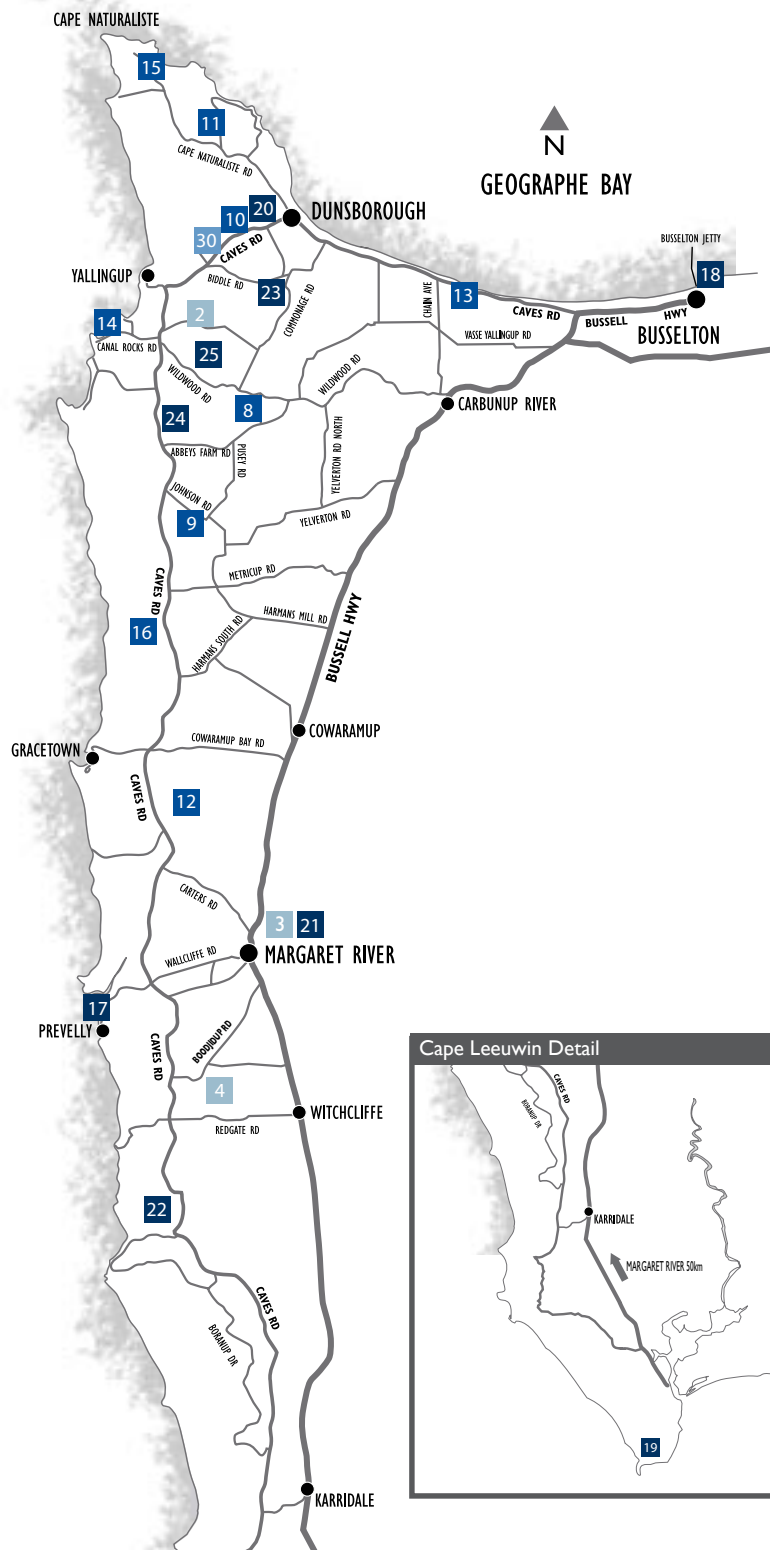 CAPE NATURALISTE
15
11
N
GEOGRAPHE BAY
CAPE NATURALISTE RD
20
10
DUNSBOROUGH
30
CAVES RD
BUSSELTON JETTY
18
YALLINGUP
BIDDLE RD
23
COMMONAGE RD
CHAIN AVE
13
CAVES RD
BUSSELL HWY
BUSSELTON
2
14
CANAL ROCKS RD
25
VASSE YALLINGUP RD
WILDWOOD RD
WILDWOOD RD
8
CARBUNUP RIVER
24
ABBEYS FARM RD
PUSEY RD
YELVERTON RD NORTH
JOHNSON RD
9
YELVERTON RD
CAVES RD
METRICUP RD
HARMANS MILL RD
16
HARMANS SOUTH RD
BUSSELL HWY
COWARAMUP
GRACETOWN
COWARAMUP BAY RD
CAVES RD
12
CARTERS RD
3
21
MARGARET RIVER
WALLCLIFFE RD
17
PREVELLY
CAVES RD
BOODJIDUP RD
4
WITCHCLIFFE
REDGATE RD
22
CAVES RD
BORANUP DR
KARRIDALE
Cape Leeuwin Detail
CAVES RD
BORANUP DR
KARRIDALE
MARGARET RIVER 50km
19